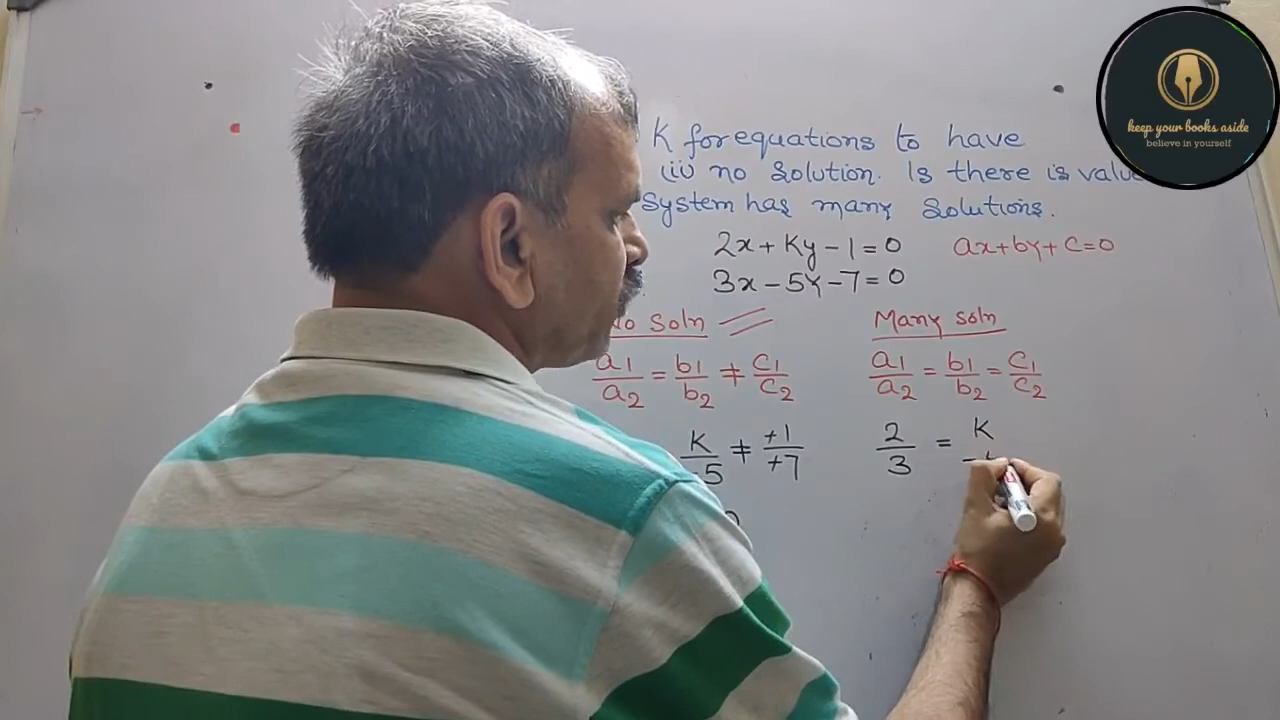 K for equations to have
(ii) no solution. Is there is value
System has many solutions.
2x + Ky - 1 = 0
ax + by + c = 0
3x - 5y - 7 = 0
No Soln
Many soln
a1/a2 = b1/b2 ≠ c1/c2
a1/a2 = b1/b2 = c1/c2
K/-5 ≠ +1/+7
2/3 = K
keep your books aside
believe in yourself